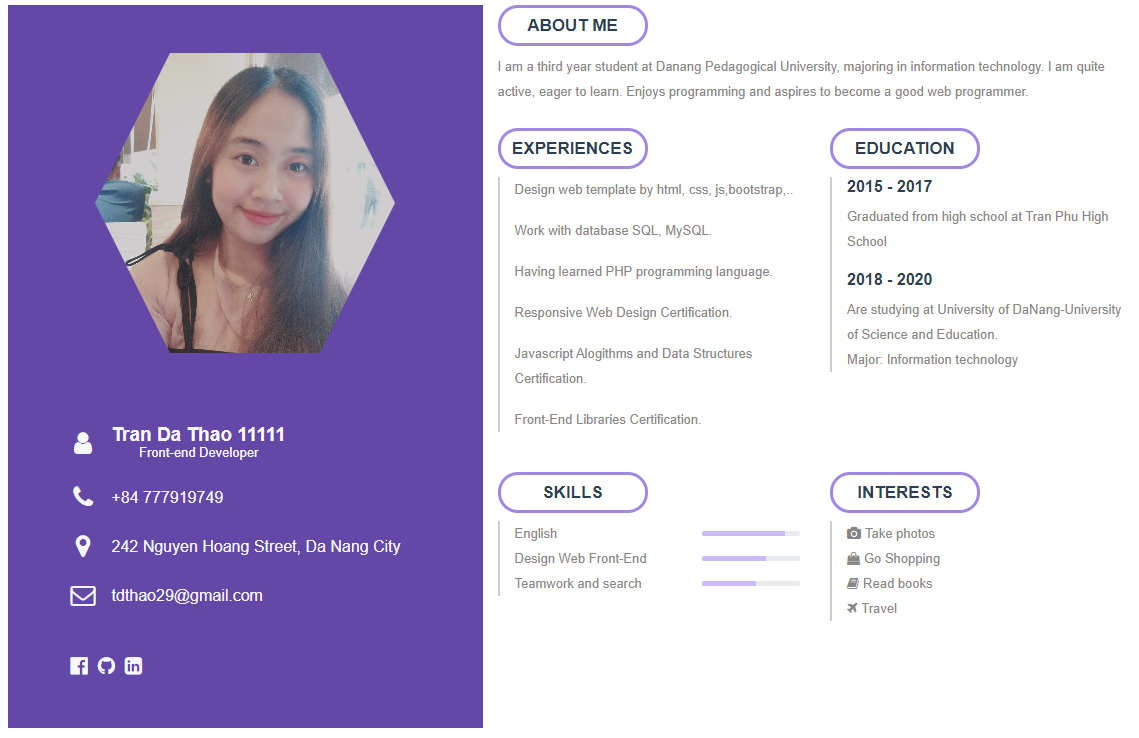 Tran Da Thao 11111
Front-end Developer
+84 777919749
242 Nguyen Hoang Street, Da Nang City
tdthao29@gmail.com
ABOUT ME
I am a third year student at Danang Pedagogical University, majoring in information technology. I am quite
active, eager to learn. Enjoys programming and aspires to become a good web programmer.
EXPERIENCES
Design web template by html, css, js,bootstrap,..
Work with database SQL, MySQL.
Having learned PHP programming language.
Responsive Web Design Certification.
Javascript Alogithms and Data Structures
Certification.
Front-End Libraries Certification.
EDUCATION
2015 - 2017
Graduated from high school at Tran Phu High
School
2018 - 2020
Are studying at University of DaNang-University
of Science and Education.
Major: Information technology
SKILLS
English
Design Web Front-End
Teamwork and search
INTERESTS
Take photos
Go Shopping
Read books
Travel